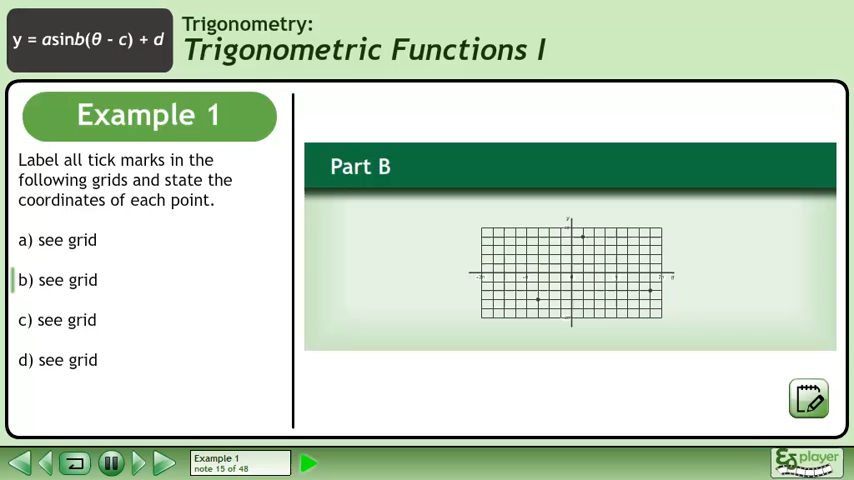 y = asinb(θ - c) + d
Trigonometry:
Trigonometric Functions I
Example 1
Label all tick marks in the
following grids and state the
coordinates of each point.
a) see grid
b) see grid
c) see grid
d) see grid
Part B
y
θ
Example 1
note 15 of 48
player